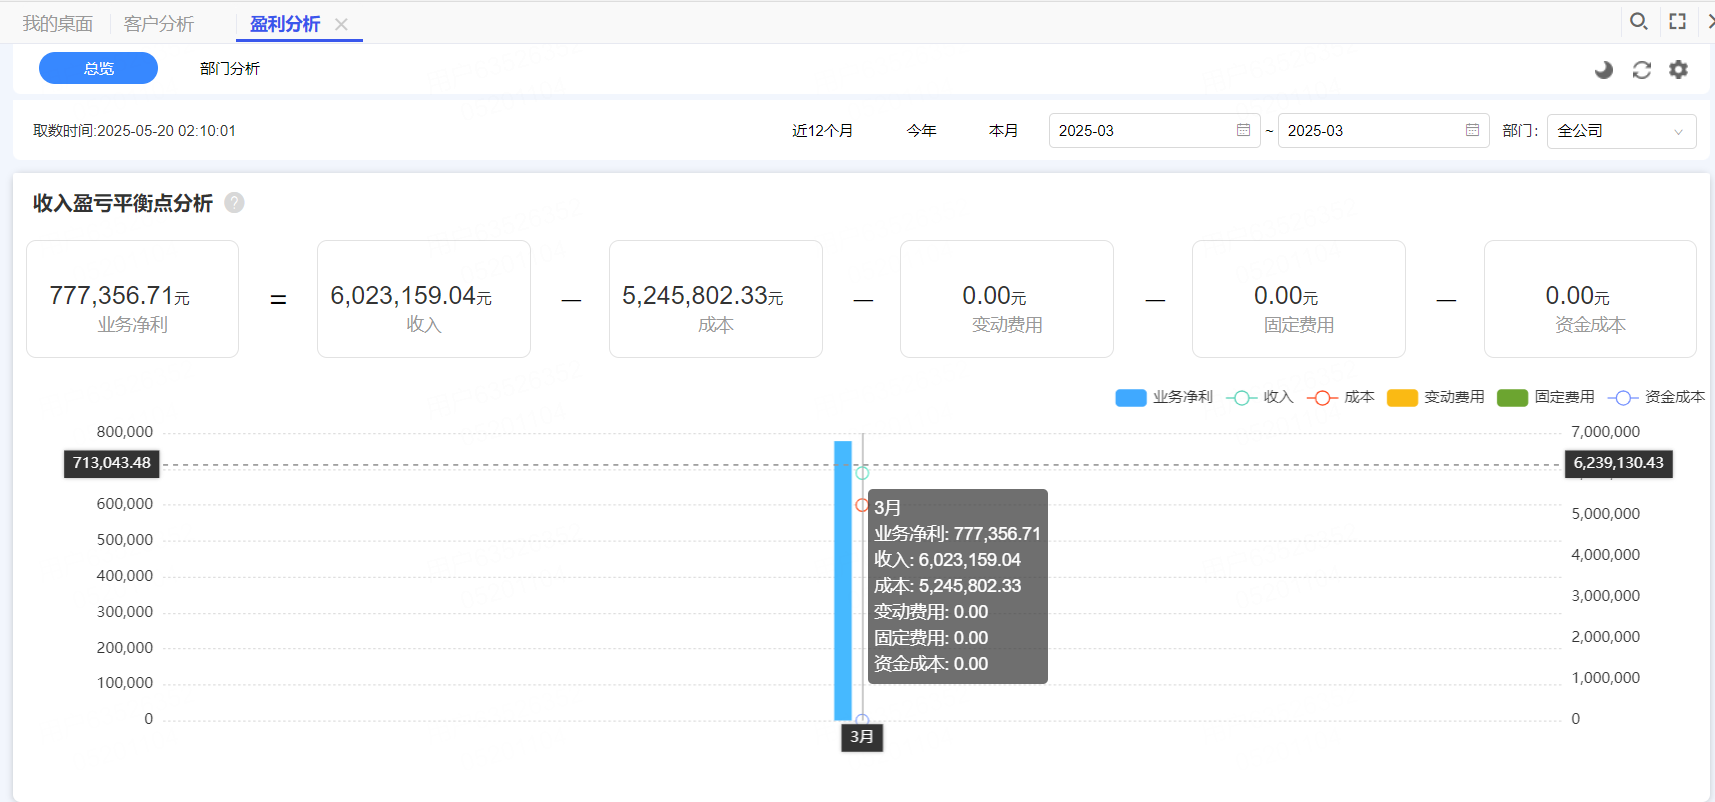 我的桌面 客户分析 盈利分析
总览 部门分析
取数时间:2025-05-20 02:10:01 近12个月 今年 本月 2025-03 ~ 2025-03 部门: 全公司
收入盈亏平衡点分析 ?
777,356.71元 = 6,023,159.04元 — 5,245,802.33元 — 0.00元 — 0.00元 — 0.00元
业务净利 收入 成本 变动费用 固定费用 资金成本
业务净利 收入 成本 变动费用 固定费用 资金成本
800,000 7,000,000
713,043.48 6,239,130.43
600,000 5,000,000
500,000 4,000,000
400,000 3,000,000
300,000 2,000,000
200,000 1,000,000
100,000
0 0
3月
业务净利: 777,356.71
收入: 6,023,159.04
成本: 5,245,802.33
变动费用: 0.00
固定费用: 0.00
资金成本: 0.00
3月